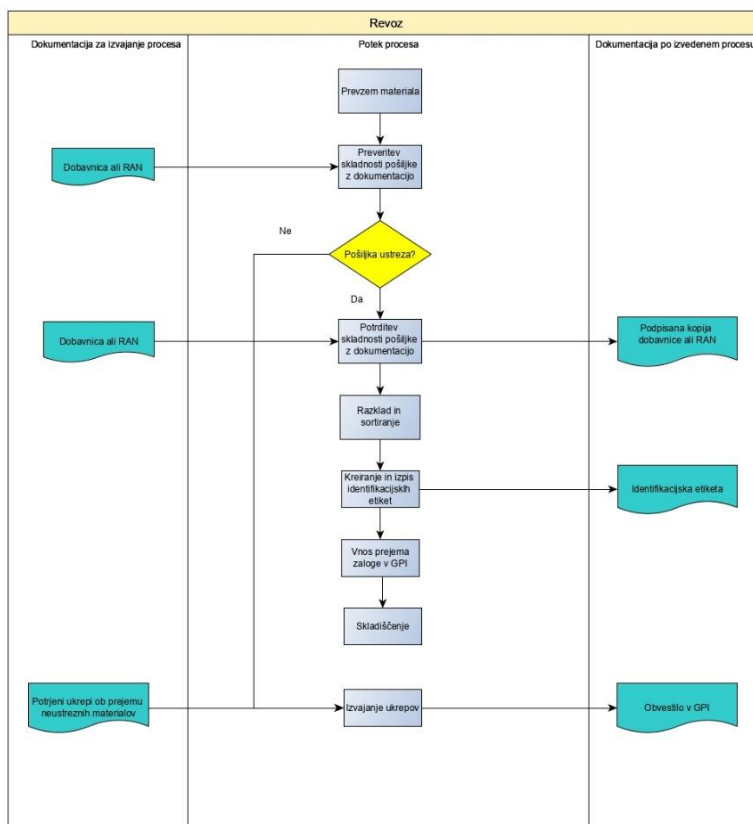 Revoz
Dokumentacija za izvajanje procesa
Potek procesa
Dokumentacija po izvedenem procesu
Prevzem materiala
Dobavnica ali RAN
Preveritev
skladnosti pošiljke
z dokumentacijo
Ne
Pošiljka ustreza?
Da
Dobavnica ali RAN
Potrditev
skladnosti pošiljke
z dokumentacijo
Podpisana kopija
dobavnice ali RAN
Razklad in
sortiranje
Kreiranje in izpis
identifikacijskih
etiket
Identifikacijska etiketa
Vnos prejema
zaloge v GPI
Skladiščenje
Potrjeni ukrepi ob prejemu
neustreznih materialov
Izvajanje ukrepov
Obvestilo v GPI